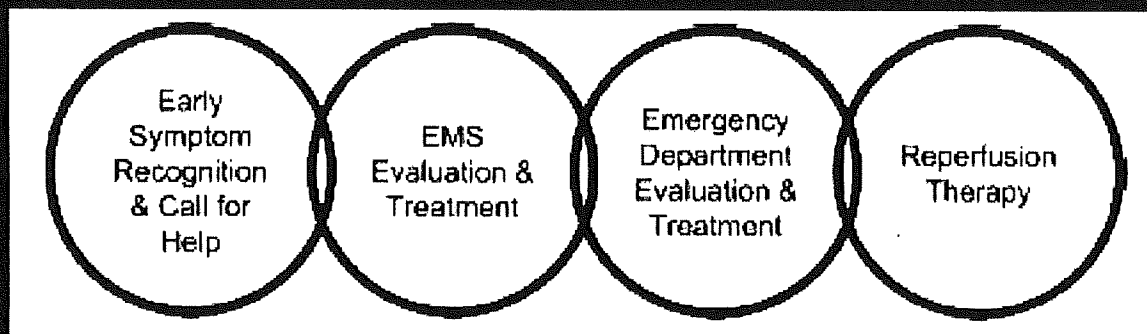 Early
Symptom
Recognition
& Call for
Help
EMS
Evaluation &
Treatment
Emergency
Department
Evaluation &
Treatment
Reperfusion
Therapy